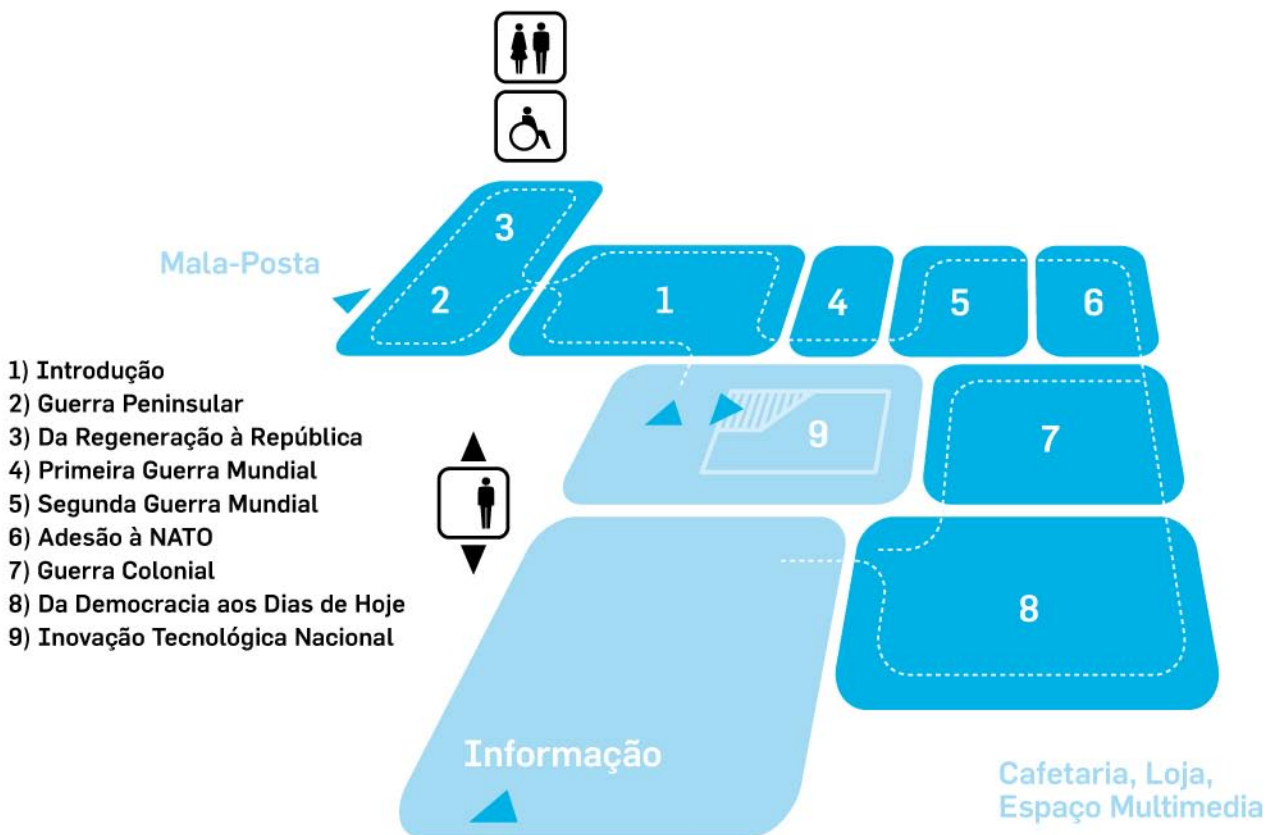 3
Mala-Posta
2
1
4
5
6
1) Introdução
2) Guerra Peninsular
3) Da Regeneração à República
4) Primeira Guerra Mundial
5) Segunda Guerra Mundial
6) Adesão à NATO
7) Guerra Colonial
8) Da Democracia aos Dias de Hoje
9) Inovação Tecnológica Nacional
9
7
8
Informação
Cafetaria, Loja,
Espaço Multimedia